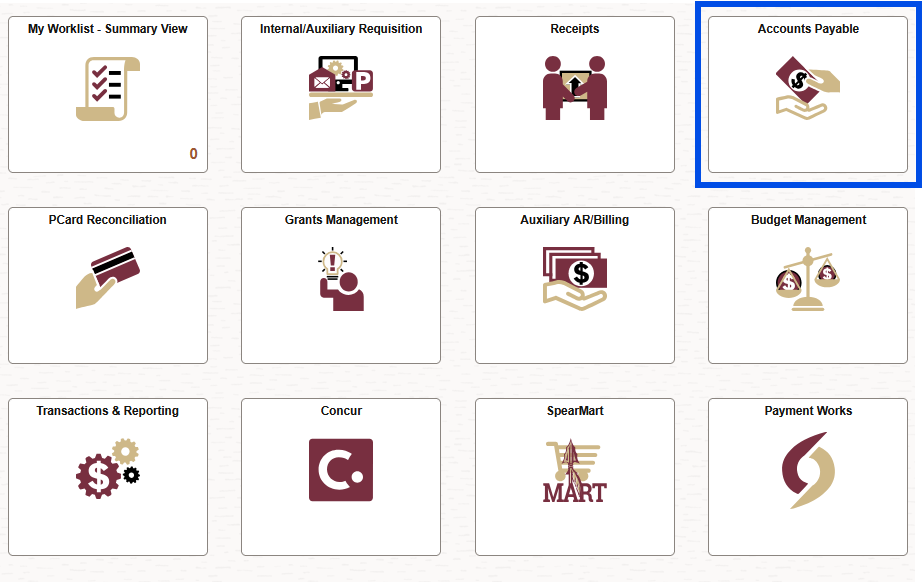 My Worklist - Summary View
0
Internal/Auxiliary Requisition
P
Receipts
Accounts Payable
$
PCard Reconciliation
Grants Management
!
Auxiliary AR/Billing
$
Budget Management
$ $
Transactions & Reporting
$
Concur
C.
SpearMart
MART
Payment Works